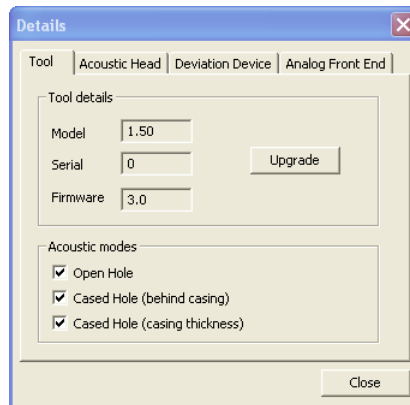 Details
Tool Acoustic Head Deviation Device Analog Front End
Tool details
Model 1.50
Serial 0 Upgrade
Firmware 3.0
Acoustic modes
Open Hole
Cased Hole (behind casing)
Cased Hole (casing thickness)
Close